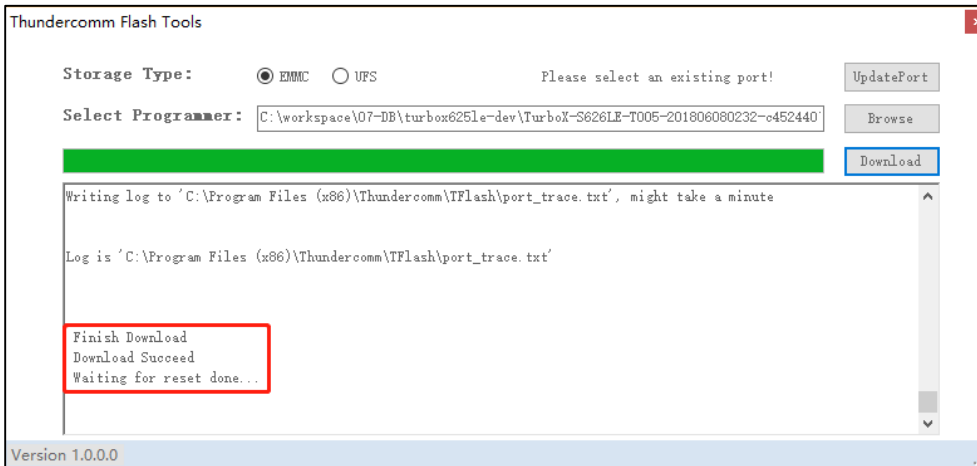 Thundercomm Flash Tools
Storage Type: EMMC UFS Please select an existing port! UpdatePort
Select Programmer: C:\workspace\07-DB\turbox625le-dev\TurboX-S626LE-T005-201806080232-c452440 Browse
Download
Writing log to 'C:\Program Files (x86)\Thundercomm\TFlash\port_trace.txt', might take a minute
Log is 'C:\Program Files (x86)\Thundercomm\TFlash\port_trace.txt'
Finish Download
Download Succeed
Waiting for reset done...
Version 1.0.0.0